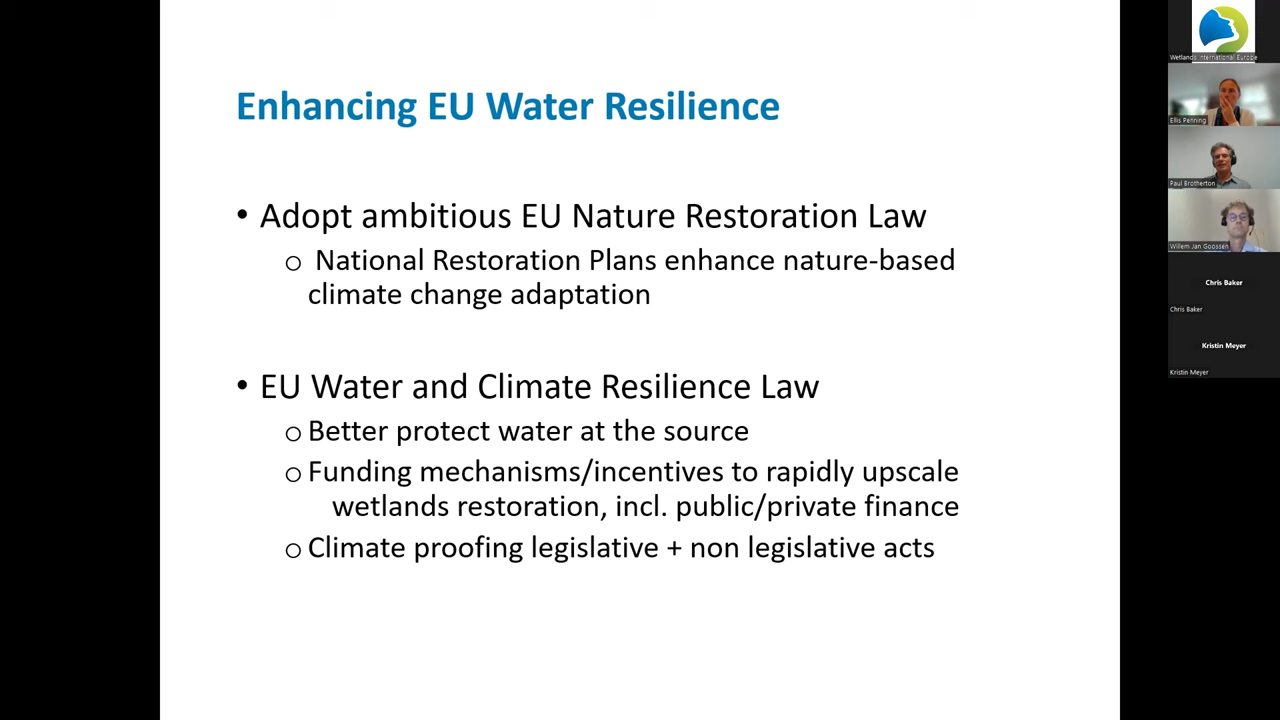 Enhancing EU Water Resilience
• Adopt ambitious EU Nature Restoration Law
o National Restoration Plans enhance nature-based
climate change adaptation
• EU Water and Climate Resilience Law
o Better protect water at the source
o Funding mechanisms/incentives to rapidly upscale
wetlands restoration, incl. public/private finance
o Climate proofing legislative + non legislative acts
Wetlands International Europe
Ellis Penning
Paul Brotherton
Willem Jan Goossen
Chris Baker
Chris Baker
Kristin Meyer
Kristin Meyer